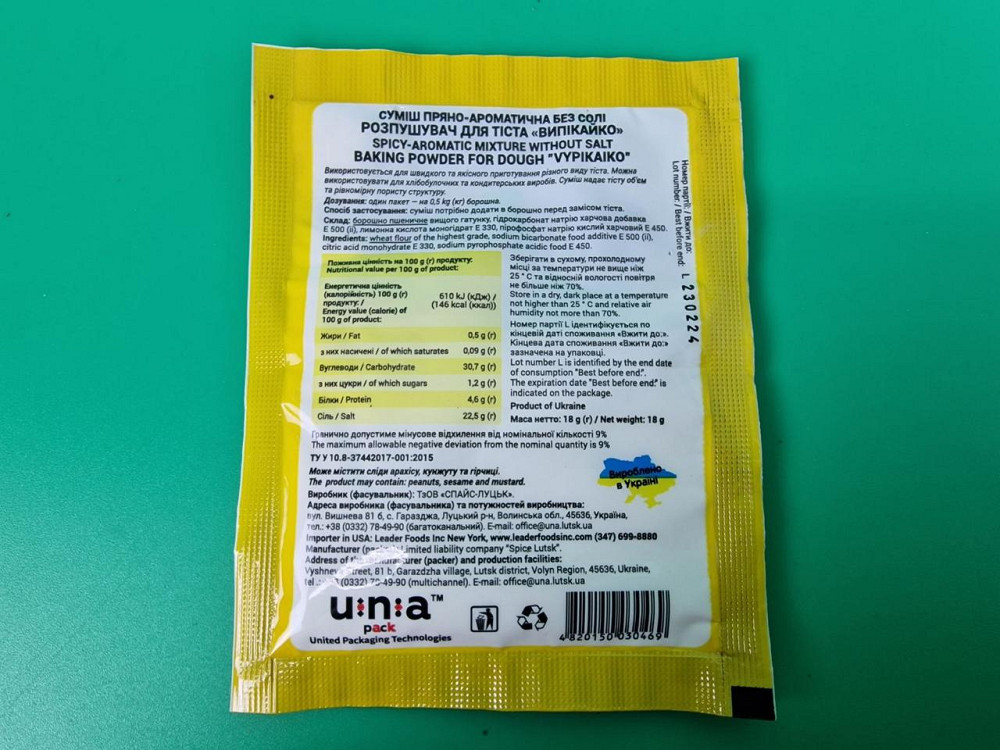 СУМІШ ПРЯНО-АРОМАТИЧНА БЕЗ СОЛІ
РОЗПУШУВАЧ ДЛЯ ТІСТА «ВИПІКАЙКО»
SPICY-AROMATIC MIXTURE WITHOUT SALT
BAKING POWDER FOR DOUGH "VYPIKAIKO"
Використовується для швидкого та якісного приготування різного виду тіста. Можна
використовувати для хлібобулочних та кондитерських виробів. Суміш надає тісту об'єм
та рівномірну пористу структуру.
Дозування: один пакет – на 0,5 kg (кг) борошна.
Спосіб застосування: суміш потрібно додати в борошно перед замісом тіста.
Склад: борошно пшеничне вищого гатунку, гідрокарбонат натрію харчова добавка
Е 500 (ii), лимонна кислота моногідрат Е 330, пірофосфат натрію кислий харчовий Е 450.
Ingredients: wheat flour of the highest grade, sodium bicarbonate food additive E 500 (ii),
citric acid monohydrate E 330, sodium pyrophosphate acidic food E 450.
Поживна цінність на 100 g (г) продукту:
Nutritional value per 100 g of product:
Енергетична цінність
(калорійність) 100 g (г)
продукту: /
Energy value (calorie) of
100 g of product:
610 kJ (кДж) /
(146 kcal (ккал))
Жири / Fat 0,5 g (г)
з них насичені / of which saturates 0,09 g (г)
Вуглеводи / Carbohydrate 30,7 g (г)
з них цукри / of which sugars 1,2 g (г)
Білки / Protein 4,6 g (г)
Сіль / Salt 22,5 g (г)
Зберігати в сухому, прохолодному
місці за температури не вище ніж
25 ° С та відносній вологості повітря
не більше ніж 70%.
Store in a dry, dark place at a temperature
not higher than 25 ° C and relative air
humidity not more than 70%.
Номер партії L ідентифікується по
кінцевій даті споживання «Вжити до:»
Кінцева дата споживання «Вжити до:»
зазначена на упаковці.
Lot number L is identified by the end date
of consumption "Best before end:".
The expiration date "Best before end:" is
indicated on the package.
Product of Ukraine
Маса нетто: 18 g (г) / Net weight: 18 g
Номер партії: / Вжити до:
Lot number: / Best before end:
L 230224
Гранично допустиме мінусове відхилення від номінальної кількості 9%
The maximum allowable negative deviation from the nominal quantity is 9%
ТУ У 10.8-37442017-001:2015
Може містити сліди арахісу, кунжуту та гірчиці.
The product may contain: peanuts, sesame and mustard.
Вироблено
в Україні
Виробник (фасувальник): ТзОВ «СПАЙС-ЛУЦЬК».
Адреса виробника (фасувальника) та потужностей виробництва:
вул. Вишнева 81 б, с. Гаразджа, Луцький р-н, Волинська обл., 45636, Україна,
тел.: +38 (0332) 78-49-90 (багатоканальний). E-mail: office@una.lutsk.ua
Importer in USA: Leader Foods Inc New York, www.leaderfoodsinc.com (347) 699-8880
Manufacturer Limited liability company "Spice Lutsk".
Address of the (packer) and production facilities:
Street, 81 b, Garazdha village, Lutsk district, Volyn Region, 45636, Ukraine,
(0332) 78-49-90 (multichannel). E-mail: office@una.lutsk.ua
u:n:a™
pack
United Packaging Technologies
4 820150 030469